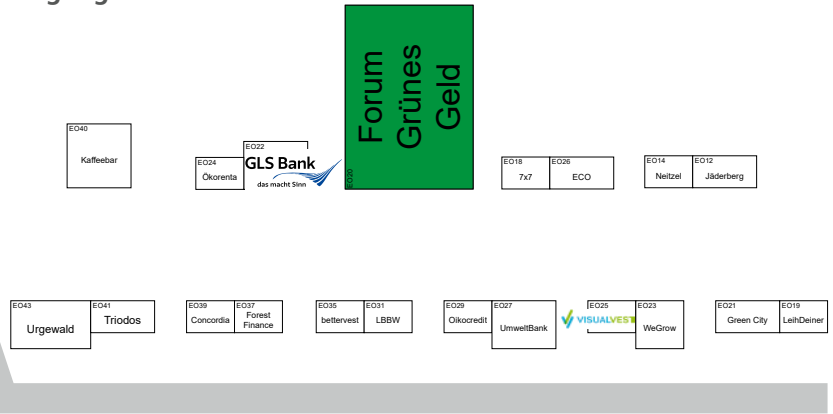 Forum
Grünes
Geld
EO20
EO40
Kaffeebar
EO24
Ökorenta
EO22
GLS Bank
das macht Sinn
EO18
7x7
EO26
ECO
EO14
Neitzel
EO12
Jäderberg
EO43
Urgewald
EO41
Triodos
EO39
Concordia
EO37
Forest
Finance
EO35
bettervest
EO31
LBBW
EO29
Oikocredit
EO27
UmweltBank
EO25
VISUALVEST
EO23
WeGrow
EO21
Green City
EO19
LeihDeiner